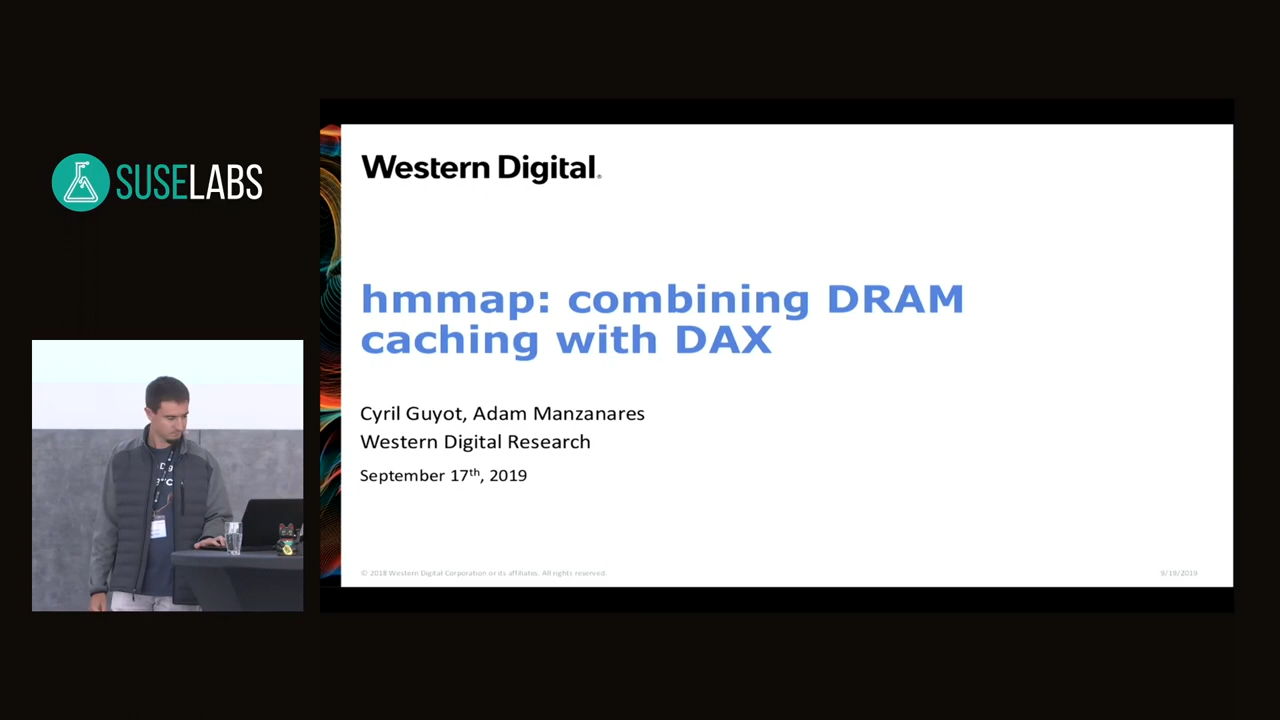 SUSELABS
Western Digital.
hmmap: combining DRAM
caching with DAX
Cyril Guyot, Adam Manzanares
Western Digital Research
September 17th, 2019
© 2018 Western Digital Corporation or its affiliates. All rights reserved.
9/19/2019